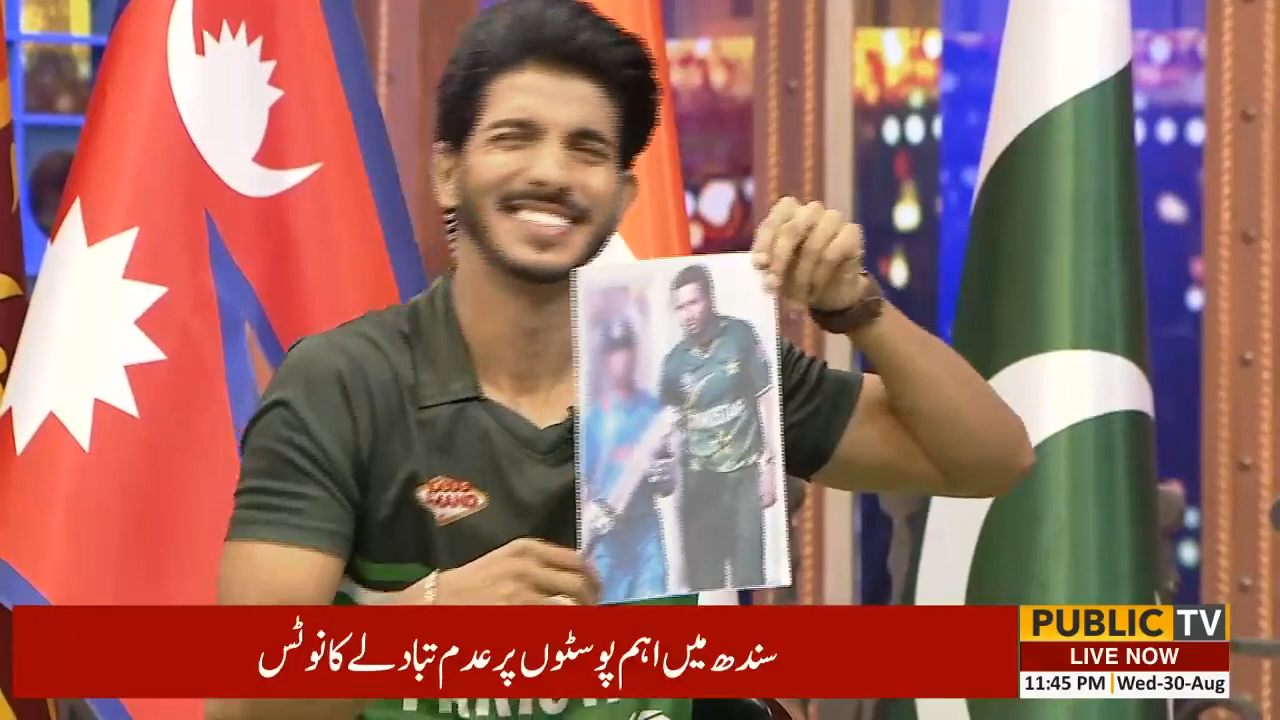 سندھ میں اہم پوسٹوں پر عدم تبادلے کا نوٹس
PUBLIC TV
LIVE NOW
11:45 PM Wed-30-Aug